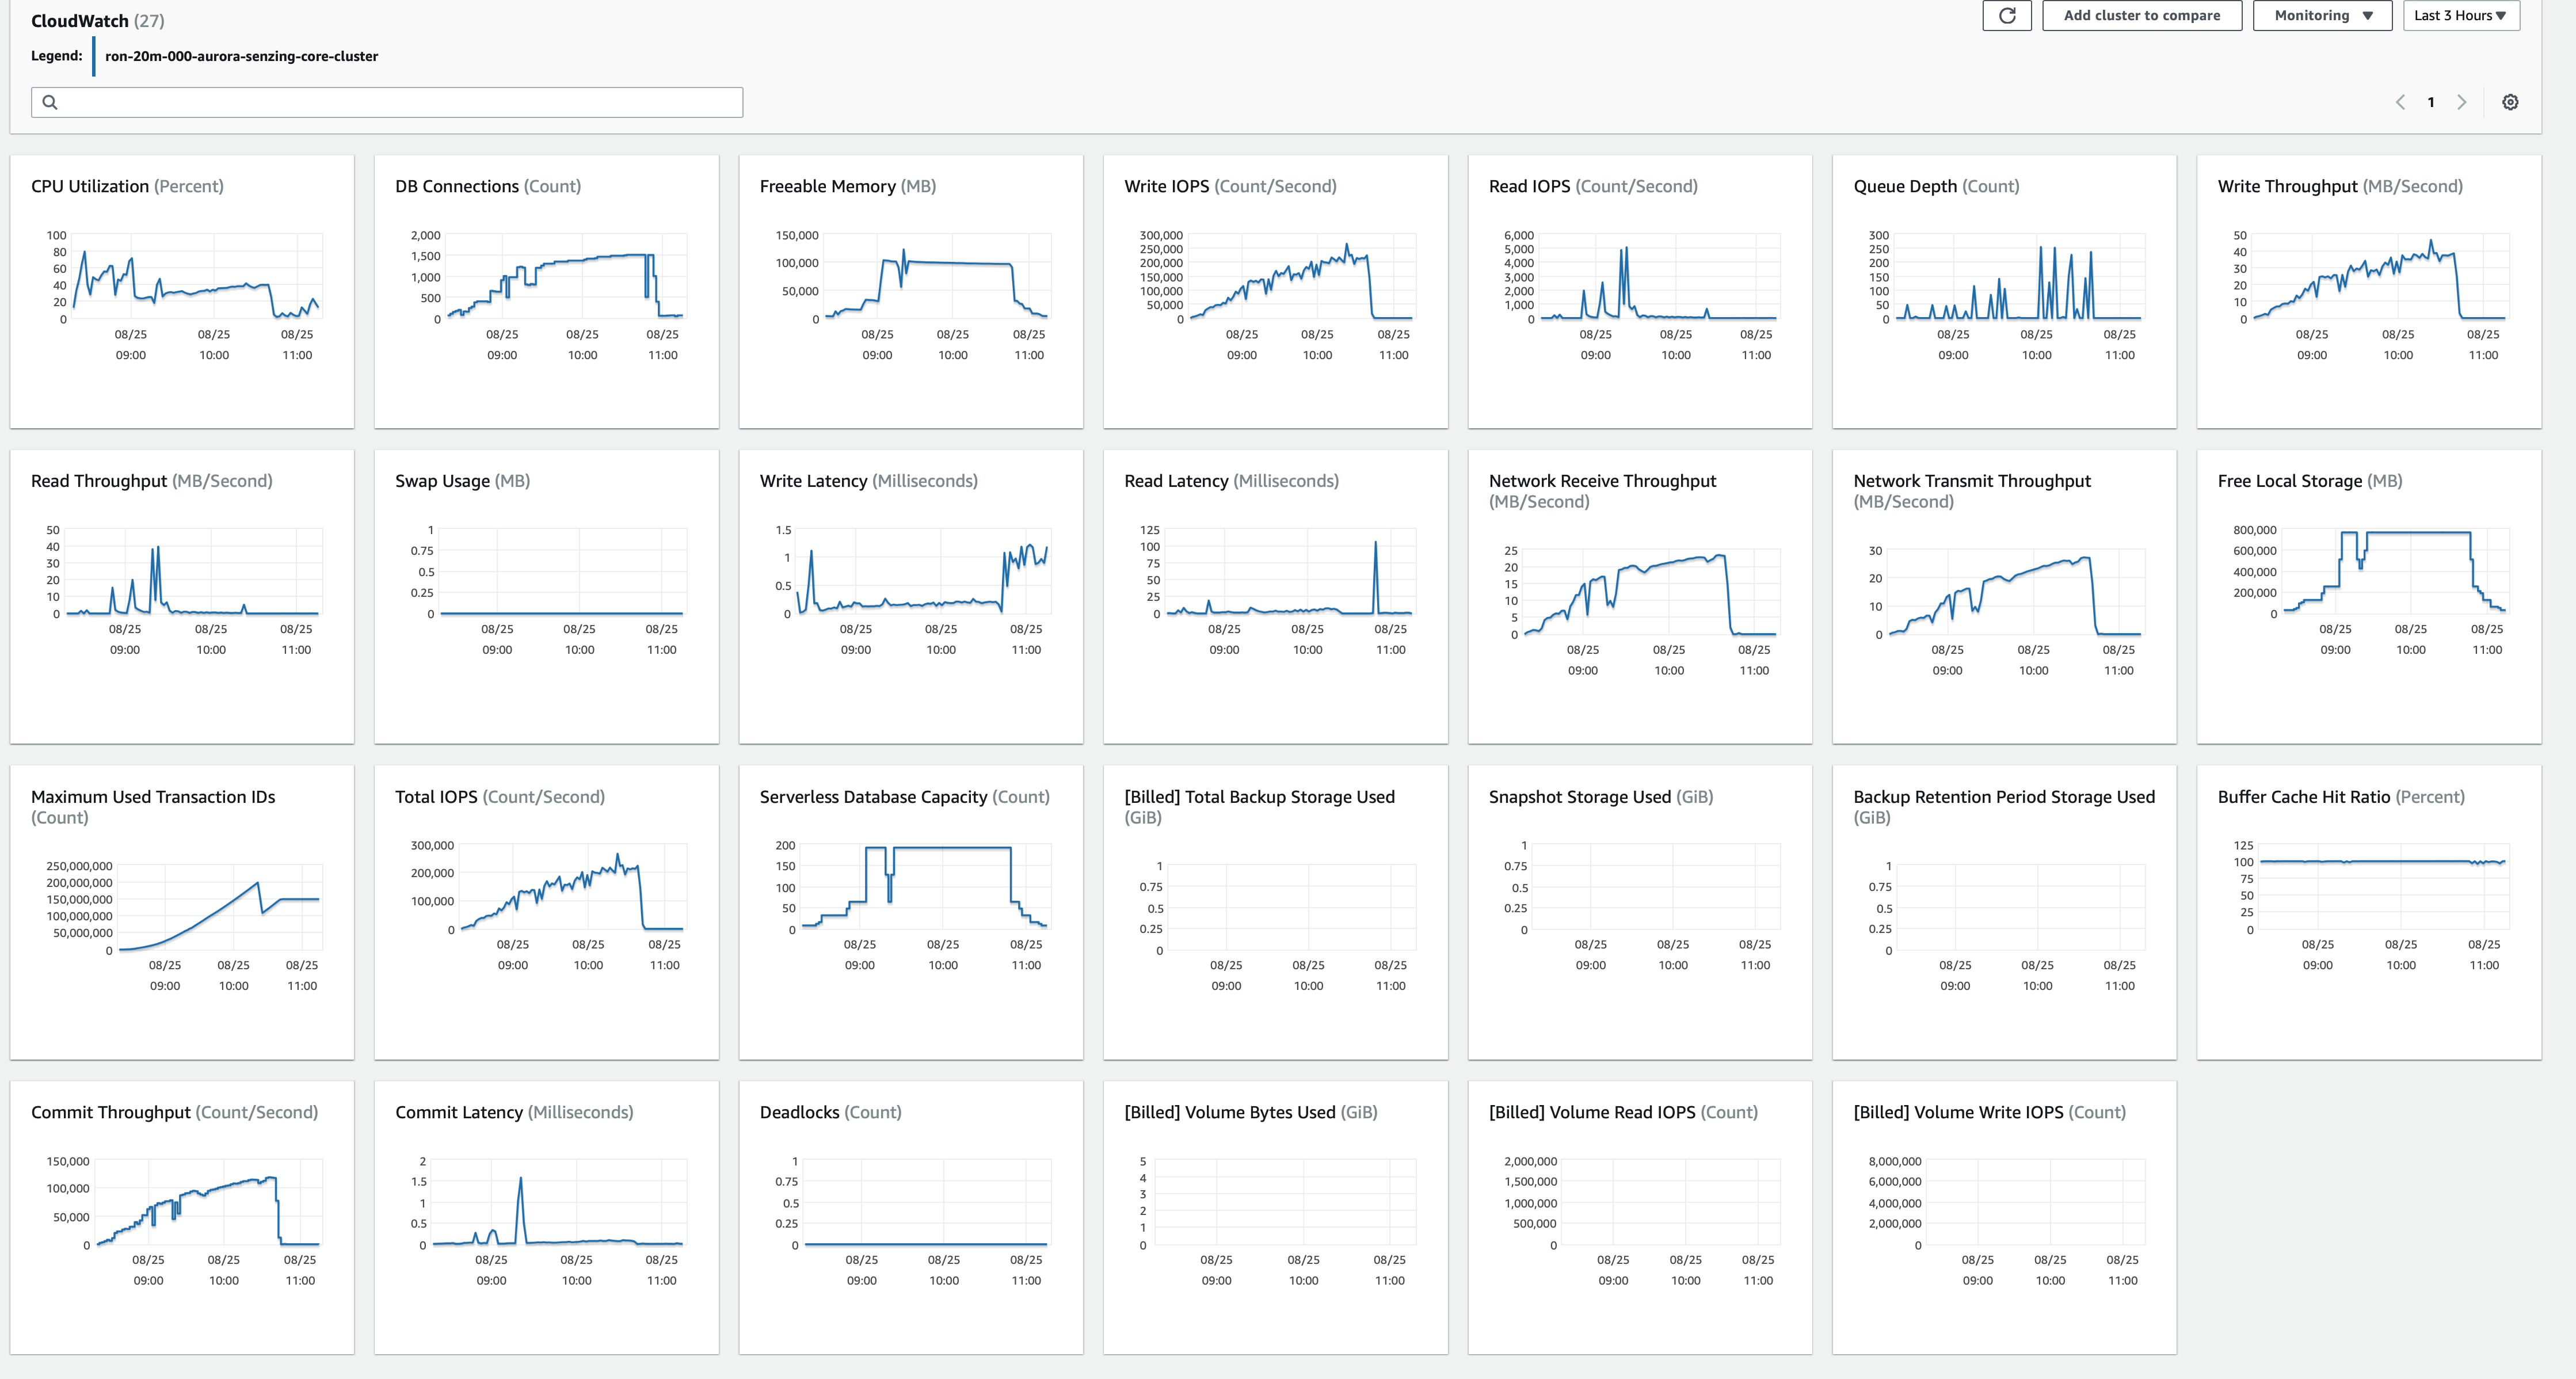 CloudWatch (27)
Add cluster to compare
Monitoring
Last 3 Hours
Legend:
ron-20m-000-aurora-senzing-core-cluster
1
CPU Utilization (Percent)
100
80
60
40
20
0
08/25 08/25 08/25
09:00 10:00 11:00
DB Connections (Count)
2,000
1,500
1,000
500
0
08/25 08/25 08/25
09:00 10:00 11:00
Freeable Memory (MB)
150,000
100,000
50,000
0
08/25 08/25 08/25
09:00 10:00 11:00
Write IOPS (Count/Second)
300,000
250,000
200,000
150,000
100,000
50,000
0
08/25 08/25 08/25
09:00 10:00 11:00
Read IOPS (Count/Second)
6,000
5,000
4,000
3,000
2,000
1,000
0
08/25 08/25 08/25
09:00 10:00 11:00
Queue Depth (Count)
300
250
200
150
100
50
0
08/25 08/25 08/25
09:00 10:00 11:00
Write Throughput (MB/Second)
50
40
30
20
10
0
08/25 08/25 08/25
09:00 10:00 11:00
Read Throughput (MB/Second)
50
40
30
20
10
0
08/25 08/25 08/25
09:00 10:00 11:00
Swap Usage (MB)
1
0.75
0.5
0.25
0
08/25 08/25 08/25
09:00 10:00 11:00
Write Latency (Milliseconds)
1.5
1
0.5
0
08/25 08/25 08/25
09:00 10:00 11:00
Read Latency (Milliseconds)
125
100
75
50
25
0
08/25 08/25 08/25
09:00 10:00 11:00
Network Receive Throughput
(MB/Second)
25
20
15
10
5
0
08/25 08/25 08/25
09:00 10:00 11:00
Network Transmit Throughput
(MB/Second)
30
20
10
0
08/25 08/25 08/25
09:00 10:00 11:00
Free Local Storage (MB)
800,000
600,000
400,000
200,000
0
08/25 08/25 08/25
09:00 10:00 11:00
Maximum Used Transaction IDs
(Count)
250,000,000
200,000,000
150,000,000
100,000,000
50,000,000
0
08/25 08/25 08/25
09:00 10:00 11:00
Total IOPS (Count/Second)
300,000
200,000
100,000
0
08/25 08/25 08/25
09:00 10:00 11:00
Serverless Database Capacity (Count)
200
150
100
50
0
08/25 08/25 08/25
09:00 10:00 11:00
[Billed] Total Backup Storage Used
(GiB)
1
0.75
0.5
0.25
0
08/25 08/25 08/25
09:00 10:00 11:00
Snapshot Storage Used (GiB)
1
0.75
0.5
0.25
0
08/25 08/25 08/25
09:00 10:00 11:00
Backup Retention Period Storage Used
(GiB)
1
0.75
0.5
0.25
0
08/25 08/25 08/25
09:00 10:00 11:00
Buffer Cache Hit Ratio (Percent)
125
100
75
50
25
0
08/25 08/25 08/25
09:00 10:00 11:00
Commit Throughput (Count/Second)
150,000
100,000
50,000
0
08/25 08/25 08/25
09:00 10:00 11:00
Commit Latency (Milliseconds)
2
1.5
1
0.5
0
08/25 08/25 08/25
09:00 10:00 11:00
Deadlocks (Count)
1
0.75
0.5
0.25
0
08/25 08/25 08/25
09:00 10:00 11:00
[Billed] Volume Bytes Used (GiB)
5
4
3
2
1
0
08/25 08/25 08/25
09:00 10:00 11:00
[Billed] Volume Read IOPS (Count)
2,000,000
1,500,000
1,000,000
500,000
0
08/25 08/25 08/25
09:00 10:00 11:00
[Billed] Volume Write IOPS (Count)
8,000,000
6,000,000
4,000,000
2,000,000
0
08/25 08/25 08/25
09:00 10:00 11:00